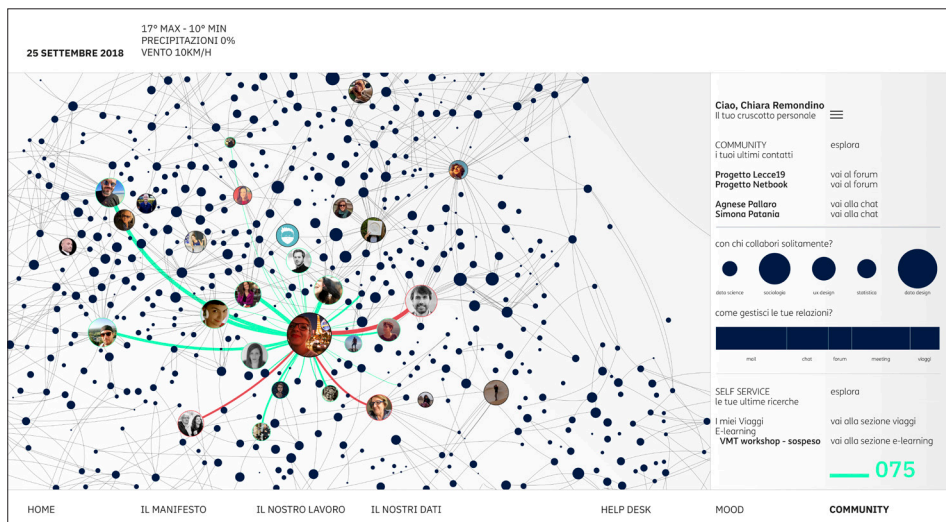 17° MAX - 10° MIN
PRECIPITAZIONI 0%
25 SETTEMBRE 2018 VENTO 10KM/H
Ciao, Chiara Remondino
Il tuo cruscotto personale
COMMUNITY esplora
i tuoi ultimi contatti
Progetto Lecce19 vai al forum
Progetto Netbook vai al forum
Agnese Pallaro vai alla chat
Simona Patania vai alla chat
con chi collabori solitamente?
data science sociologia ux design statistica data design
come gestisci le tue relazioni?
mail chat forum meeting viaggi
SELF SERVICE esplora
le tue ultime ricerche
I miei Viaggi vai alla sezione viaggi
E-learning
VMT workshop - sospeso vai alla sezione e-learning
075
HOME IL MANIFESTO IL NOSTRO LAVORO IL NOSTRI DATI HELP DESK MOOD COMMUNITY